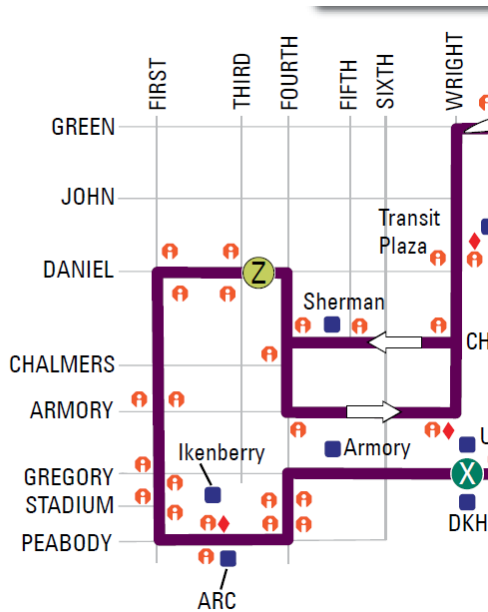 FIRST
THIRD
FOURTH
FIFTH
SIXTH
WRIGHT
GREEN
JOHN
Transit
Plaza
DANIEL
Z
Sherman
CH
CHALMERS
ARMORY
U
Ikenberry
Armory
GREGORY
X
STADIUM
DKH
PEABODY
ARC